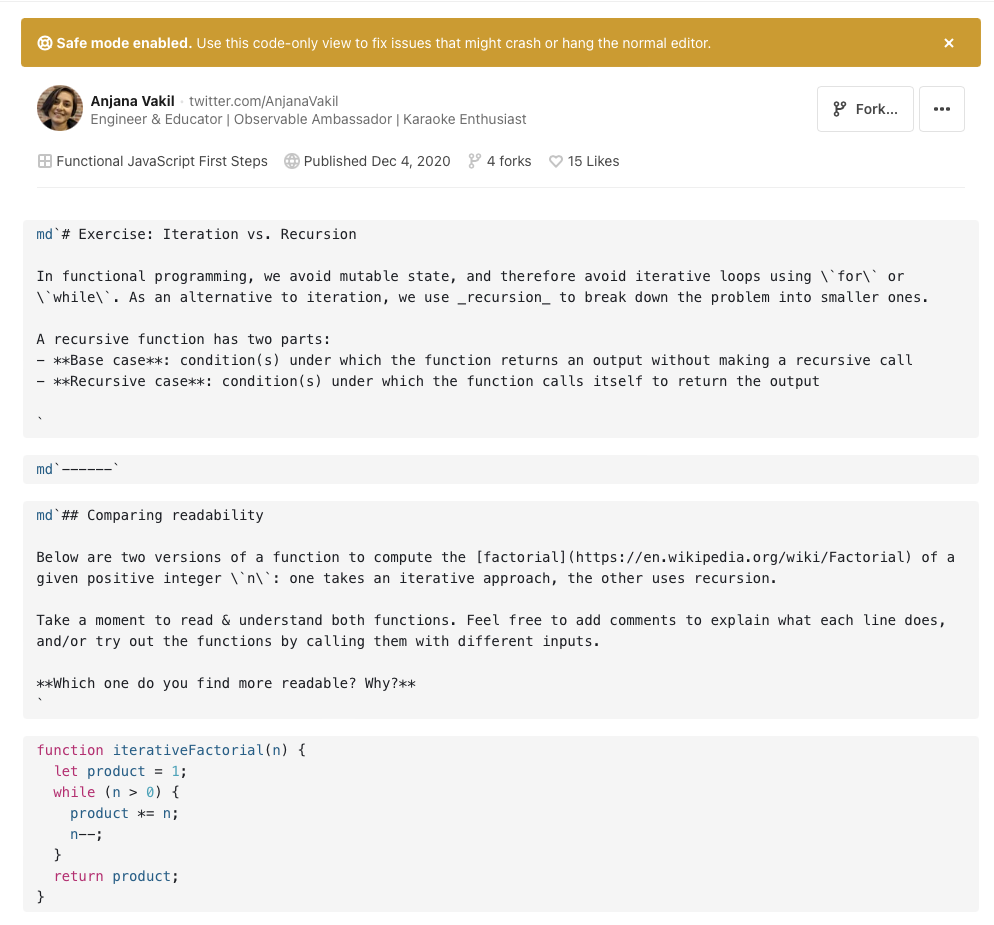 Safe mode enabled. Use this code-only view to fix issues that might crash or hang the normal editor.
Anjana Vakil · twitter.com/AnjanaVakil
Engineer & Educator | Observable Ambassador | Karaoke Enthusiast
Fork...
Functional JavaScript First Steps Published Dec 4, 2020 4 forks 15 Likes
md`# Exercise: Iteration vs. Recursion
In functional programming, we avoid mutable state, and therefore avoid iterative loops using \`for\` or
\`while\`. As an alternative to iteration, we use _recursion_ to break down the problem into smaller ones.
A recursive function has two parts:
- **Base case**: condition(s) under which the function returns an output without making a recursive call
- **Recursive case**: condition(s) under which the function calls itself to return the output
`
md`------`
md`## Comparing readability
Below are two versions of a function to compute the [factorial](https://en.wikipedia.org/wiki/Factorial) of a
given positive integer \`n\`: one takes an iterative approach, the other uses recursion.
Take a moment to read & understand both functions. Feel free to add comments to explain what each line does,
and/or try out the functions by calling them with different inputs.
**Which one do you find more readable? Why?**
`
function iterativeFactorial(n) {
  let product = 1;
  while (n > 0) {
    product *= n;
    n--;
  }
  return product;
}